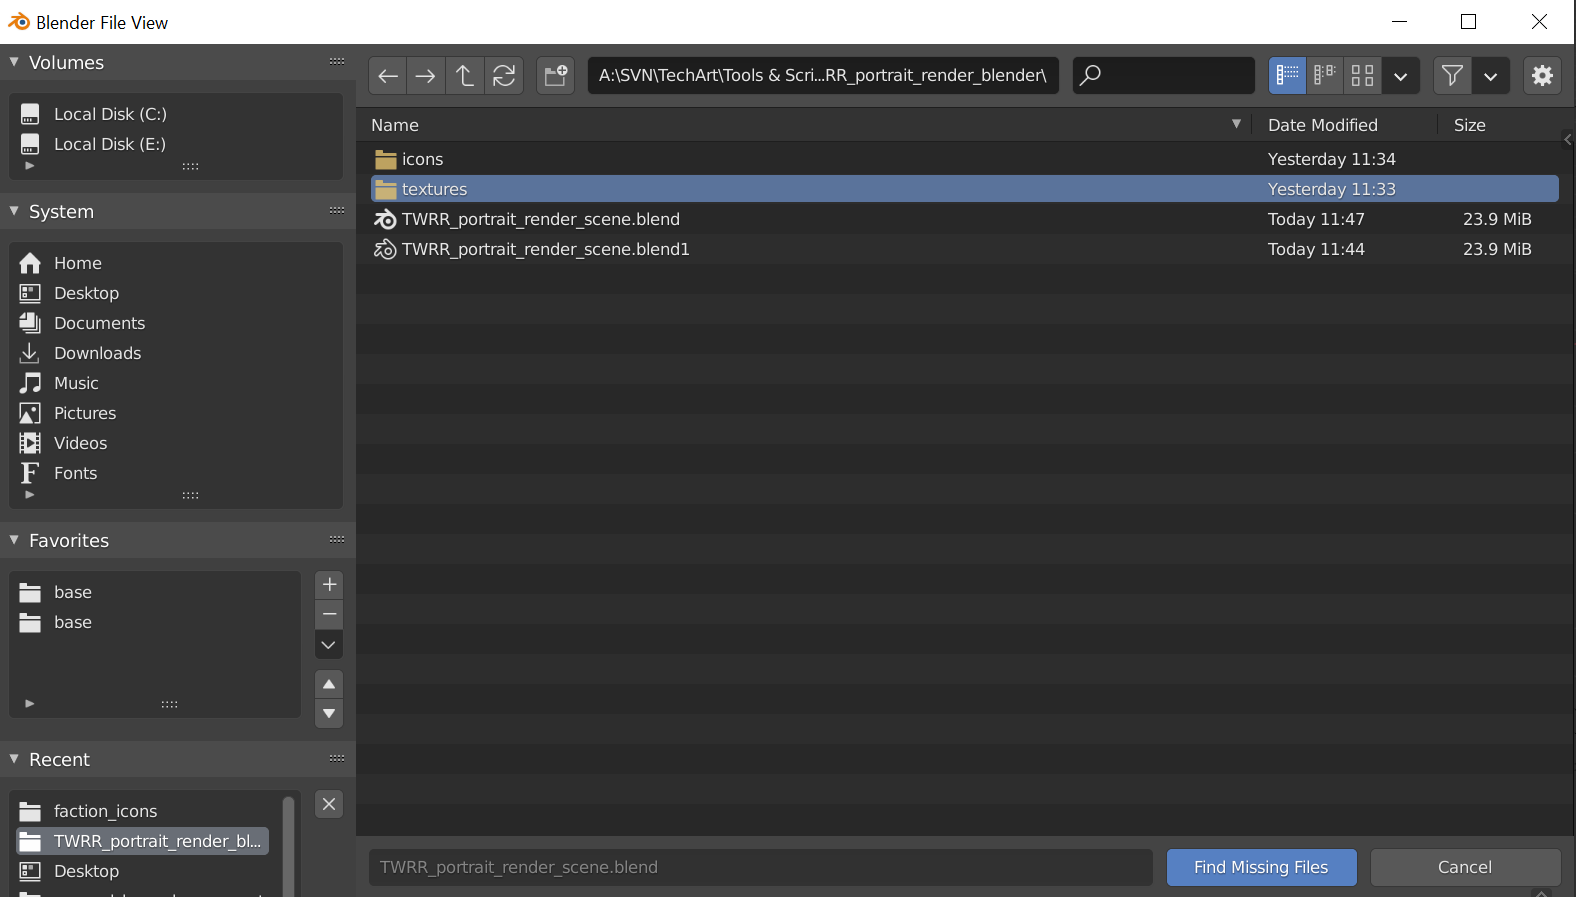 Blender File View
Volumes
Local Disk (C:)
Local Disk (E:)
System
Home
Desktop
Documents
Downloads
Music
Pictures
Videos
Fonts
Favorites
base
base
Recent
faction_icons
TWRR_portrait_render_bl...
Desktop
A:\SVN\TechArt\Tools & Scri...RR_portrait_render_blender\
Name Date Modified Size
icons Yesterday 11:34
textures Yesterday 11:33
TWRR_portrait_render_scene.blend Today 11:47 23.9 MiB
TWRR_portrait_render_scene.blend1 Today 11:44 23.9 MiB
TWRR_portrait_render_scene.blend Find Missing Files Cancel